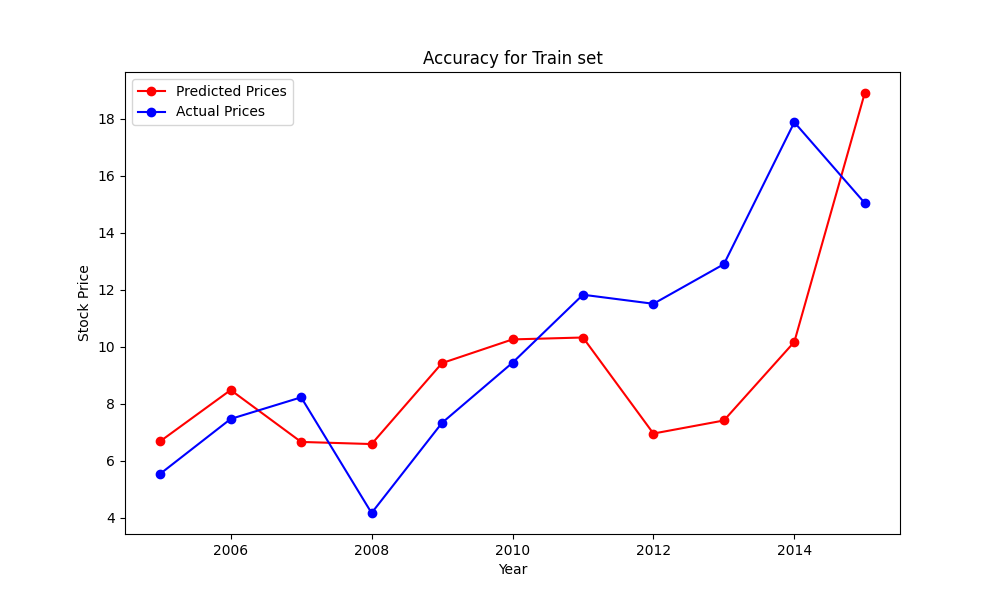 Accuracy for Train set
Predicted Prices
Actual Prices
Stock Price
18
16
14
12
10
8
6
4
2006 2008 2010 2012 2014
Year